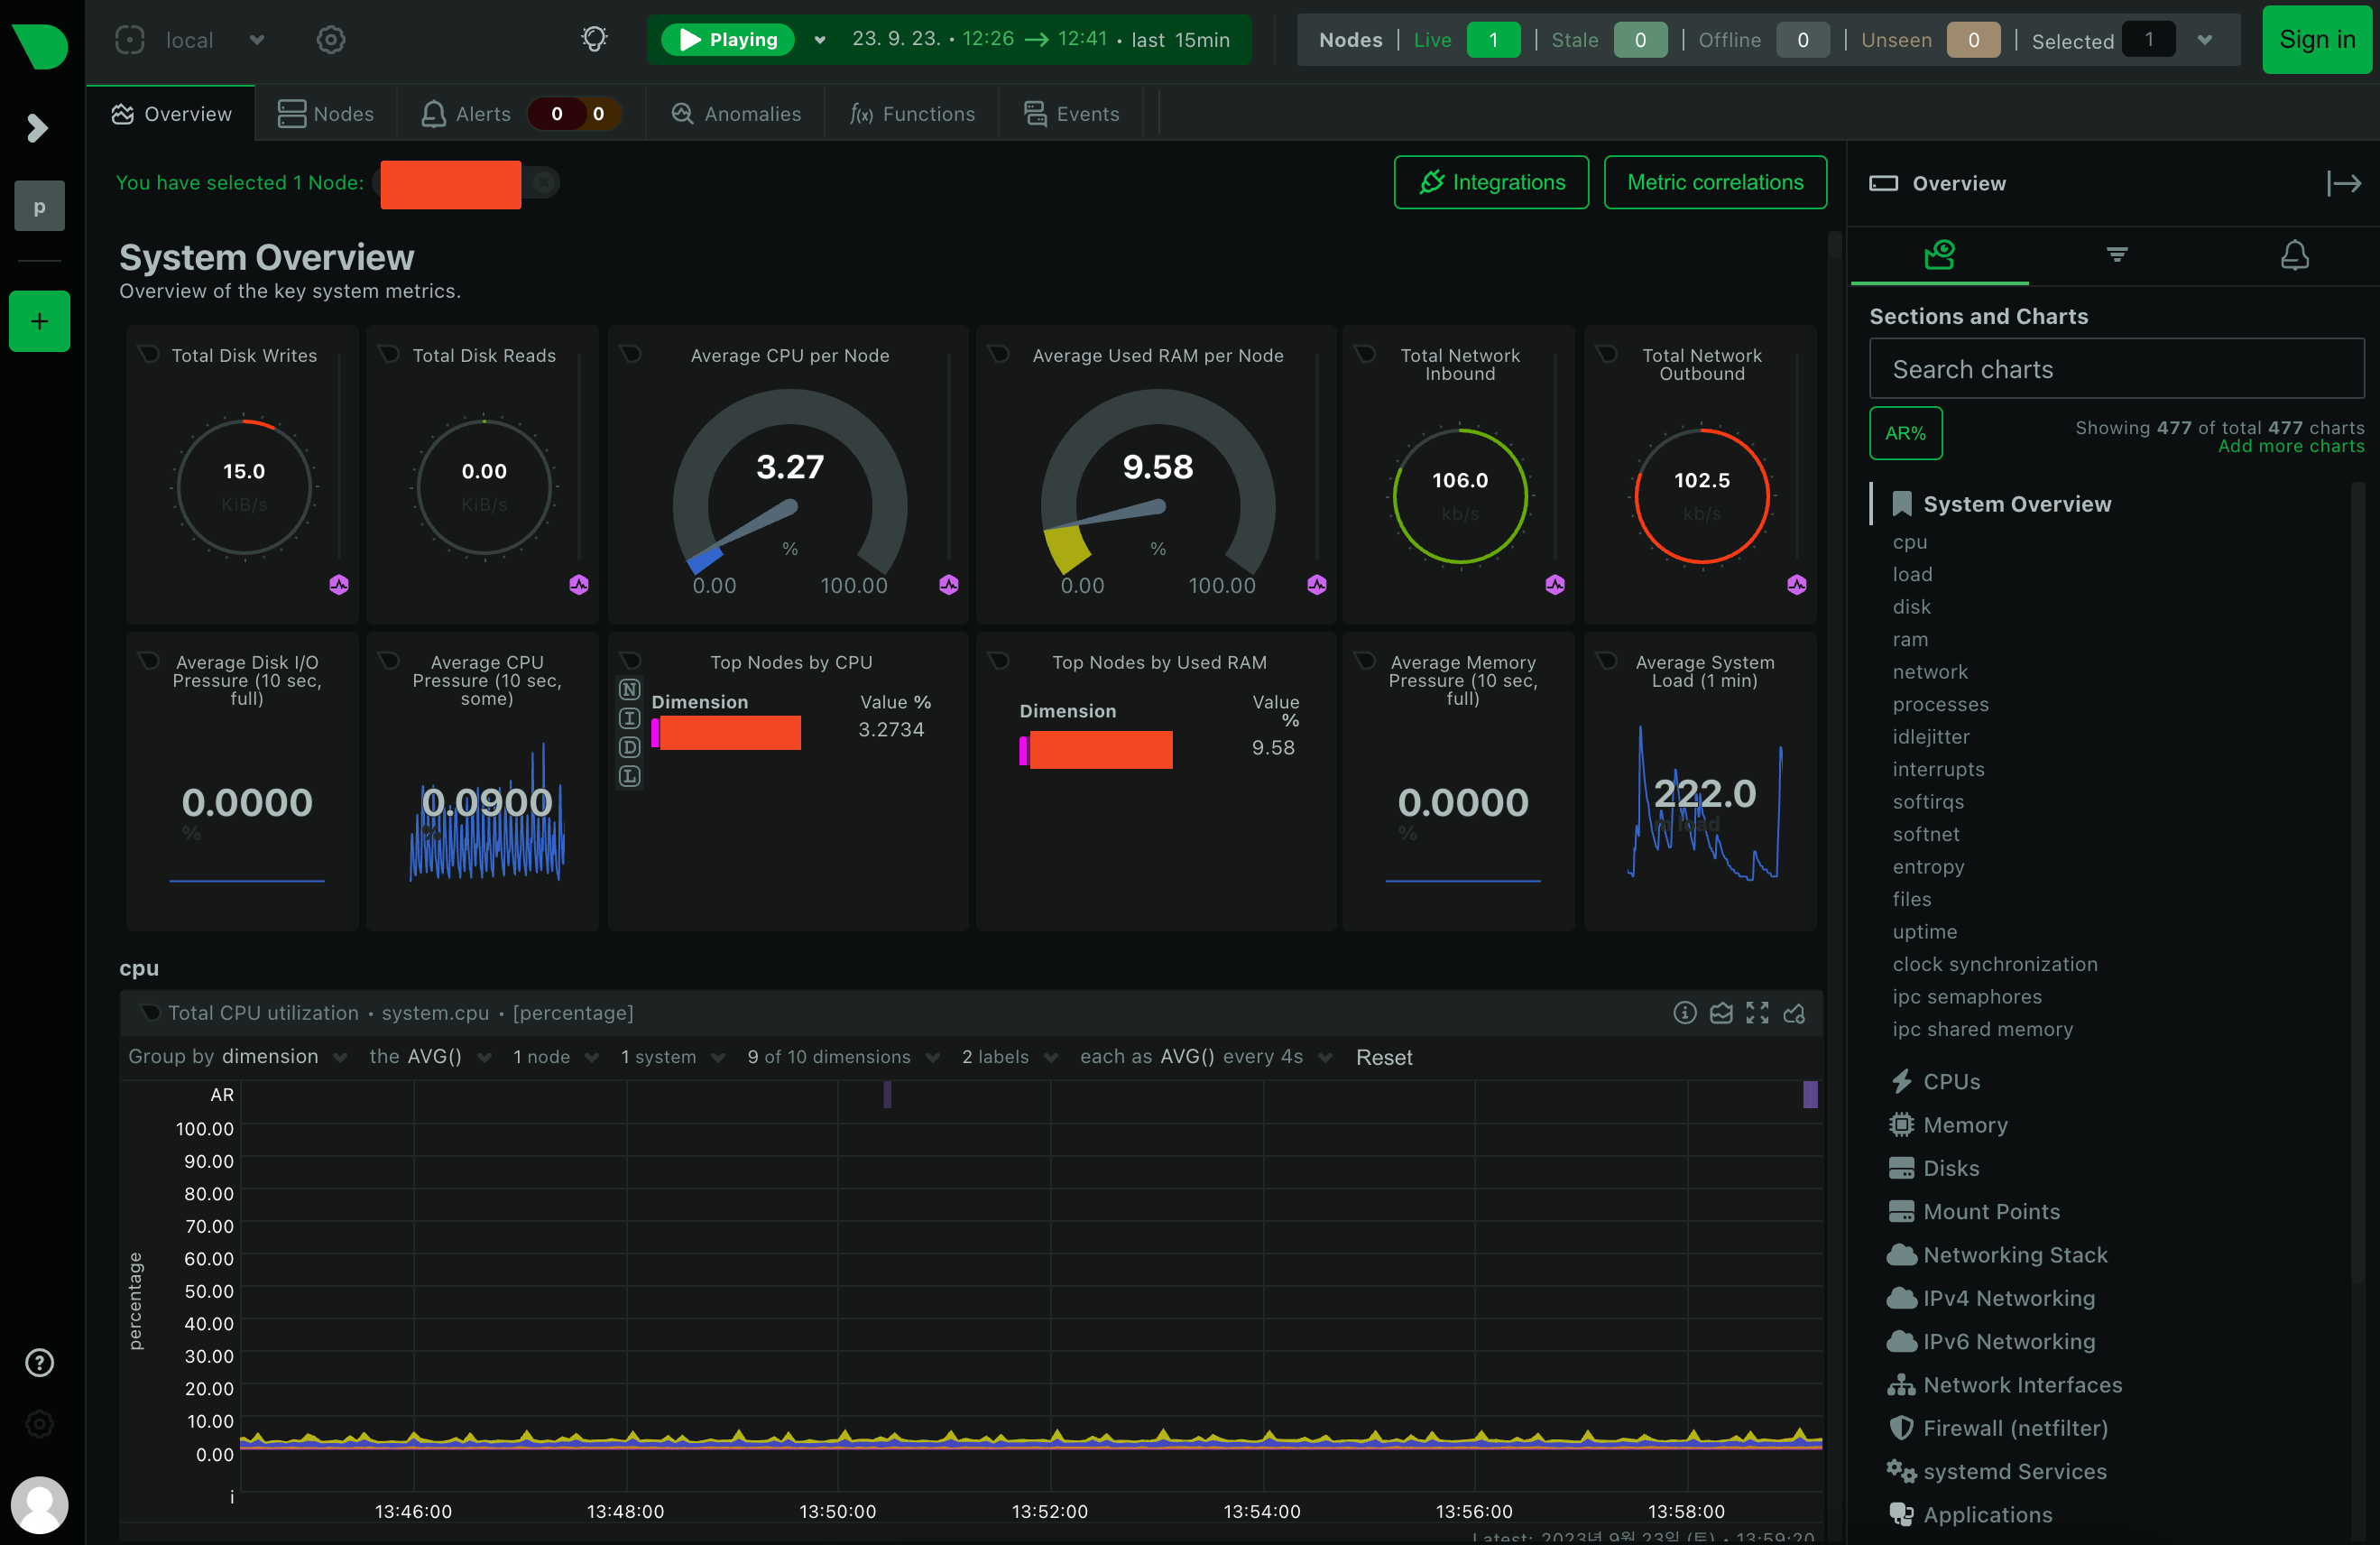 local
Playing
23. 9. 23. • 12:26 → 12:41 • last 15min
Nodes | Live 1 | Stale 0 | Offline 0 | Unseen 0 | Selected 1
Sign in
Overview
Nodes
Alerts 0 0
Anomalies
f(x) Functions
Events
p
+
You have selected 1 Node:
Integrations
Metric correlations
System Overview
Overview of the key system metrics.
Total Disk Writes
15.0
KiB/s
Total Disk Reads
0.00
KiB/s
Average CPU per Node
3.27
%
0.00 100.00
Average Used RAM per Node
9.58
%
0.00 100.00
Total Network
Inbound
106.0
kb/s
Total Network
Outbound
102.5
kb/s
Average Disk I/O
Pressure (10 sec,
full)
0.0000
%
Average CPU
Pressure (10 sec,
some)
0.0900
%
Top Nodes by CPU
N
I
D
L
Dimension Value %
3.2734
Top Nodes by Used RAM
Dimension Value
%
9.58
Average Memory
Pressure (10 sec,
full)
0.0000
%
Average System
Load (1 min)
222.0
m load
cpu
Total CPU utilization • system.cpu • [percentage]
Group by dimension the AVG() 1 node 1 system 9 of 10 dimensions 2 labels each as AVG() every 4s Reset
AR
100.00
90.00
80.00
70.00
60.00
50.00
40.00
30.00
20.00
10.00
0.00
percentage
i
13:46:00 13:48:00 13:50:00 13:52:00 13:54:00 13:56:00 13:58:00
Latest: 2023년 9월 23일 (토) • 13:59:20
?
Overview
Sections and Charts
Search charts
AR%
Showing 477 of total 477 charts
Add more charts
System Overview
cpu
load
disk
ram
network
processes
idlejitter
interrupts
softirqs
softnet
entropy
files
uptime
clock synchronization
ipc semaphores
ipc shared memory
CPUs
Memory
Disks
Mount Points
Networking Stack
IPv4 Networking
IPv6 Networking
Network Interfaces
Firewall (netfilter)
systemd Services
Applications